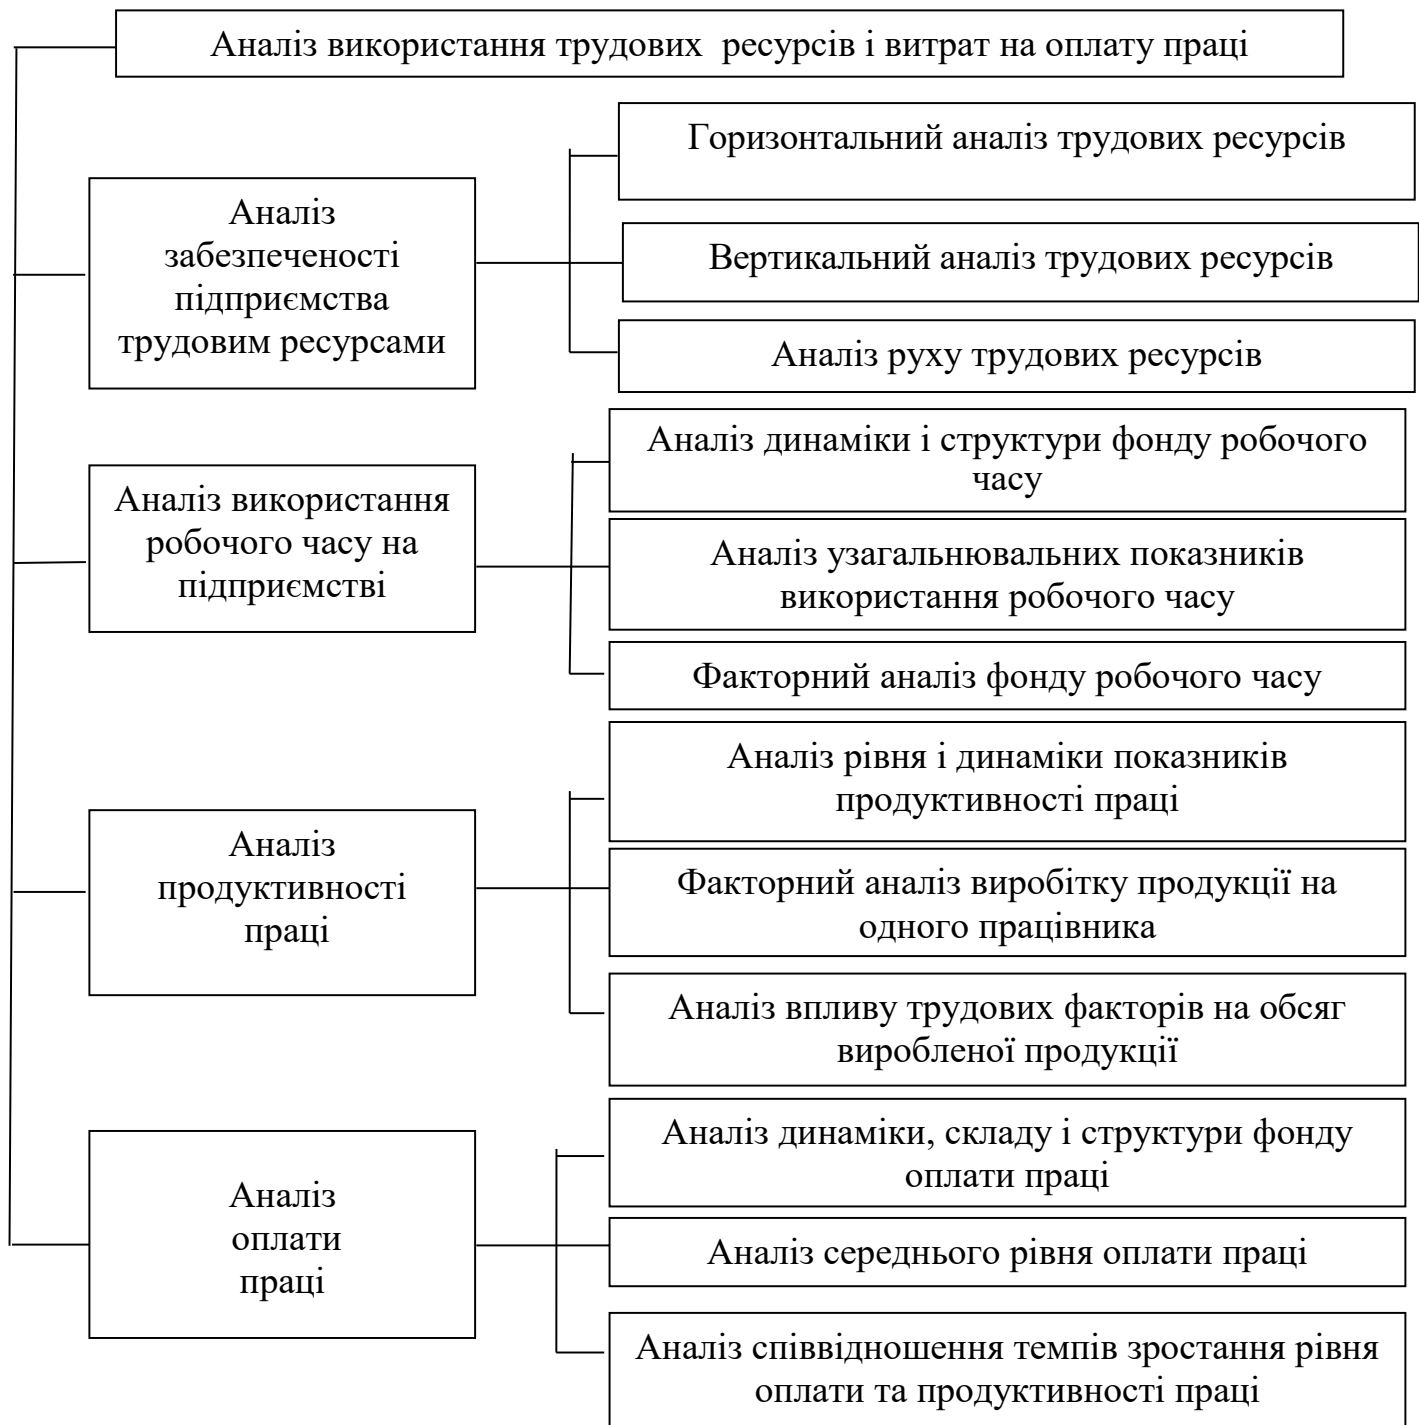 Аналіз використання трудових  ресурсів і витрат на оплату праці
Аналіз
забезпеченості
підприємства
трудовим ресурсами
Горизонтальний аналіз трудових ресурсів
Вертикальний аналіз трудових ресурсів
Аналіз руху трудових ресурсів
Аналіз використання
робочого часу на
підприємстві
Аналіз динаміки і структури фонду робочого
часу
Аналіз узагальнювальних показників
використання робочого часу
Факторний аналіз фонду робочого часу
Аналіз
продуктивності
праці
Аналіз рівня і динаміки показників
продуктивності праці
Факторний аналіз виробітку продукції на
одного працівника
Аналіз впливу трудових факторів на обсяг
виробленої продукції
Аналіз
оплати
праці
Аналіз динаміки, складу і структури фонду
оплати праці
Аналіз середнього рівня оплати праці
Аналіз співвідношення темпів зростання рівня
оплати та продуктивності праці